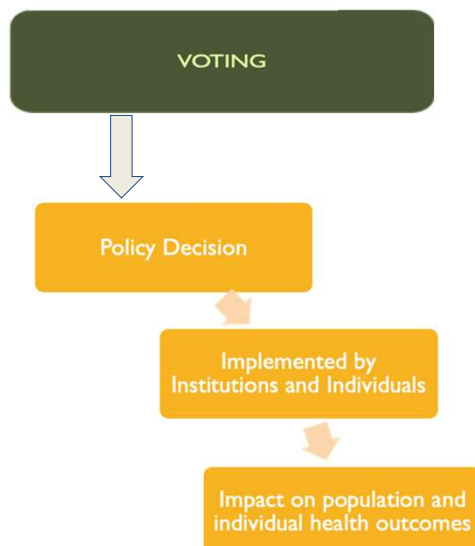 VOTING
Policy Decision
Implemented by
Institutions and Individuals
Impact on population and
individual health outcomes